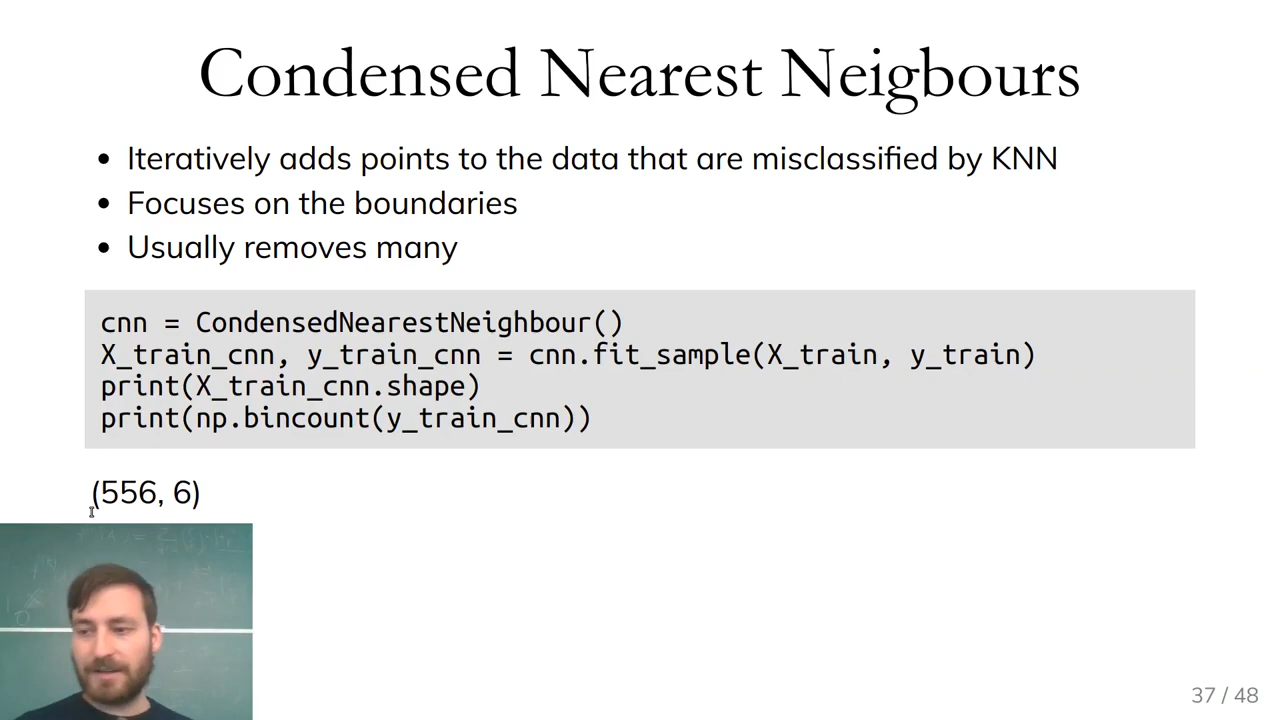 Condensed Nearest Neigbours
• Iteratively adds points to the data that are misclassified by KNN
• Focuses on the boundaries
• Usually removes many
cnn = CondensedNearestNeighbour()
X_train_cnn, y_train_cnn = cnn.fit_sample(X_train, y_train)
print(X_train_cnn.shape)
print(np.bincount(y_train_cnn))
(556, 6)
37 / 48